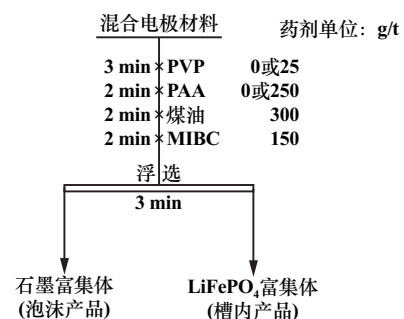 混合电极材料
药剂单位：g/t
3 min × PVP 0或25
2 min × PAA 0或250
2 min × 煤油 300
2 min × MIBC 150
浮 选
3 min
石墨富集体 LiFePO₄富集体
(泡沫产品) (槽内产品)